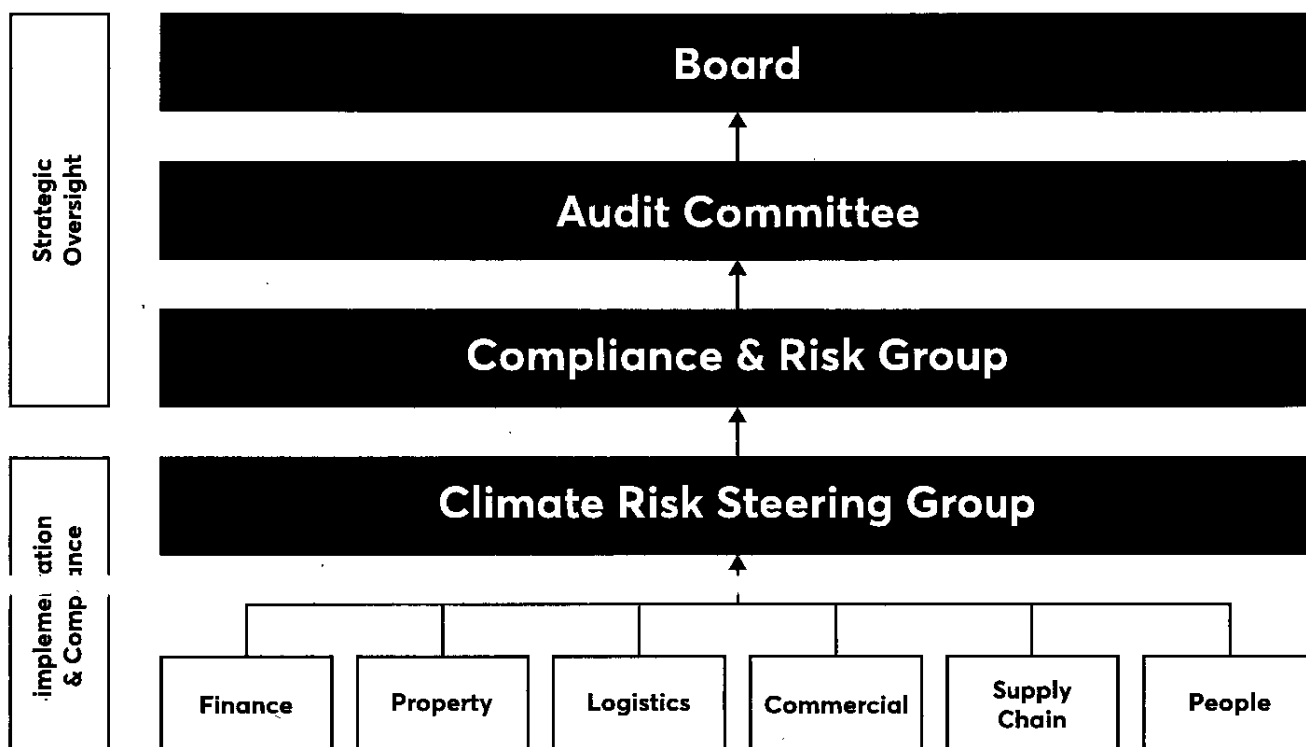 Strategic
Oversight
Board
Audit Committee
Compliance & Risk Group
Climate Risk Steering Group
& Comp
Finance
Property
Logistics
Commercial
Supply
Chain
People